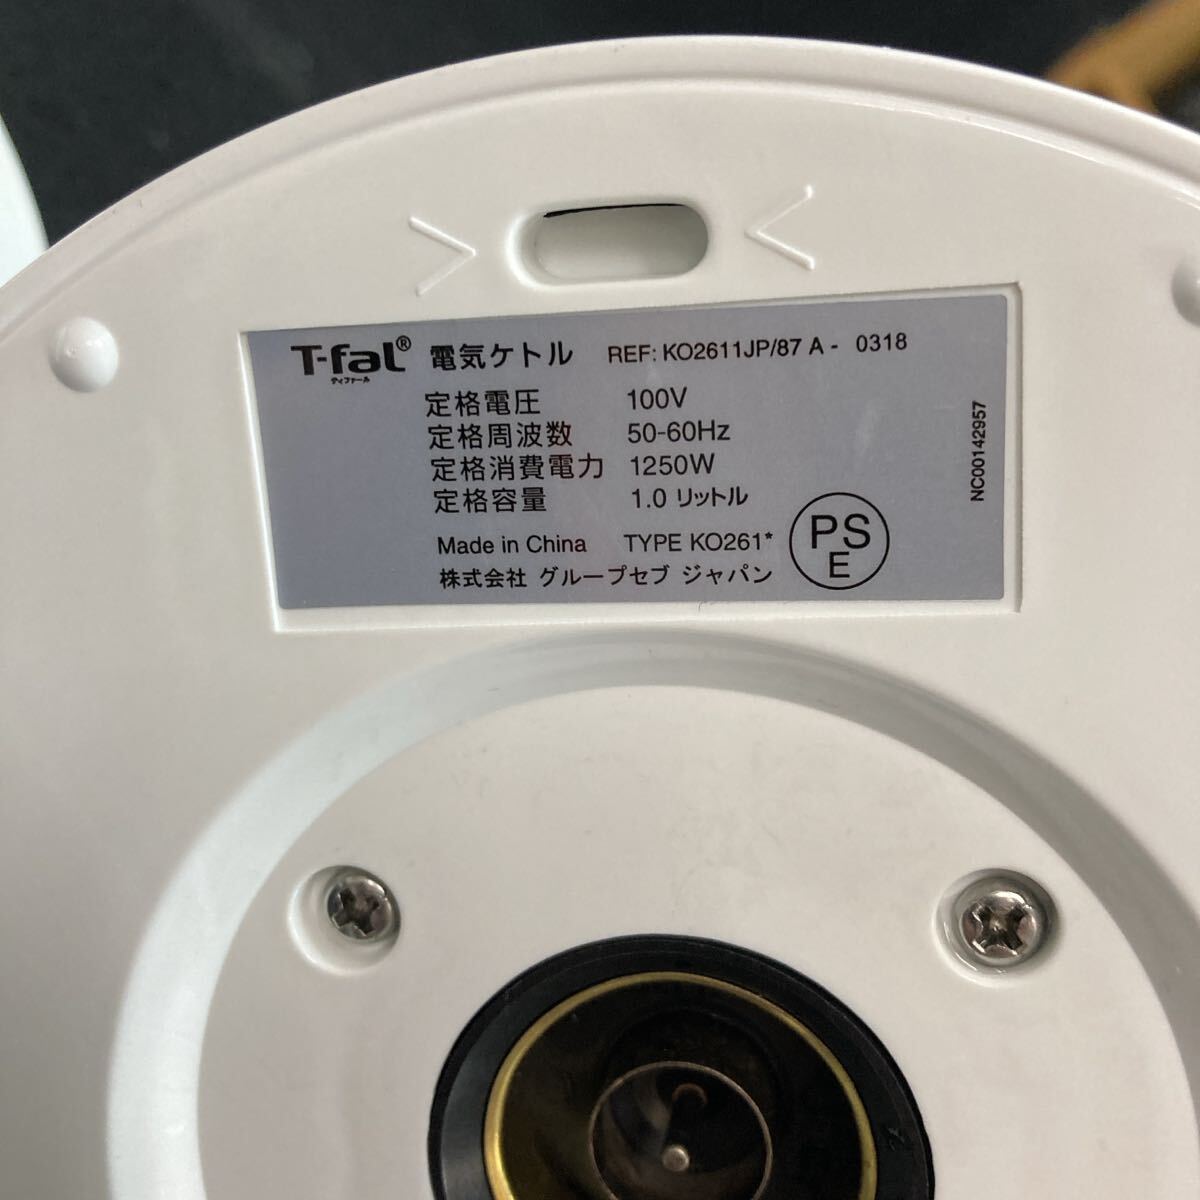 T-fal® 電気ケトル REF: KO2611JP/87 A - 0318
ティファール
定格電圧 100V
定格周波数 50-60Hz
定格消費電力 1250W
定格容量 1.0 リットル
Made in China TYPE KO261*
株式会社 グループセブ ジャパン
PS
E
NC00142957